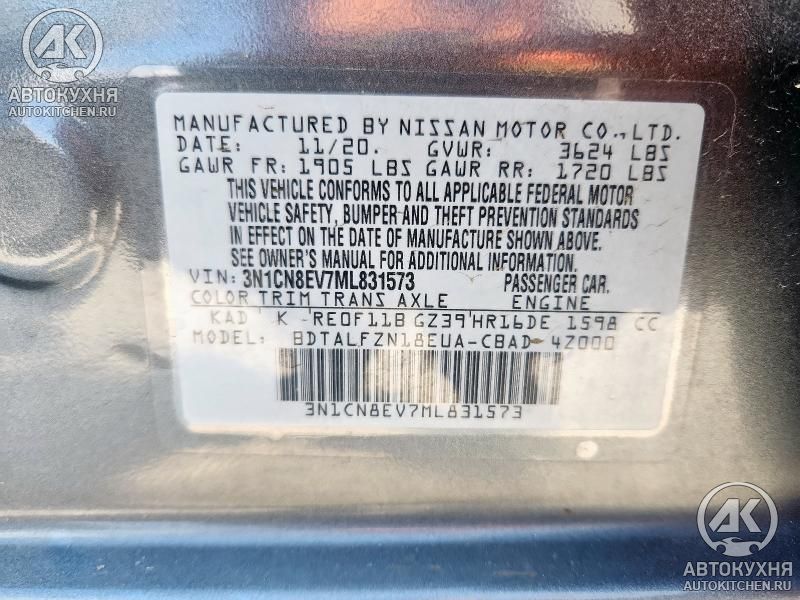 AK
АВТОКУХНЯ
AUTOKITCHEN.RU
MANUFACTURED BY NISSAN MOTOR CO., LTD.
DATE: 11/20. GVWR: 3624 LBS
GAWR FR: 1905 LBS GAWR RR: 1720 LBS
THIS VEHICLE CONFORMS TO ALL APPLICABLE FEDERAL MOTOR
VEHICLE SAFETY, BUMPER AND THEFT PREVENTION STANDARDS
IN EFFECT ON THE DATE OF MANUFACTURE SHOWN ABOVE.
SEE OWNER'S MANUAL FOR ADDITIONAL INFORMATION
VIN: 3N1CN8EV7ML831573 PASSENGER CAR.
COLOR TRIM TRANS AXLE ENGINE
KAD K RE0F11B GZ39 HR16DE 1598 CC
MODEL: BDTALFZN18EUA-CBAD-4Z000
3N1CN8EV7ML831573
AK
АВТОКУХНЯ
AUTOKITCHEN.RU